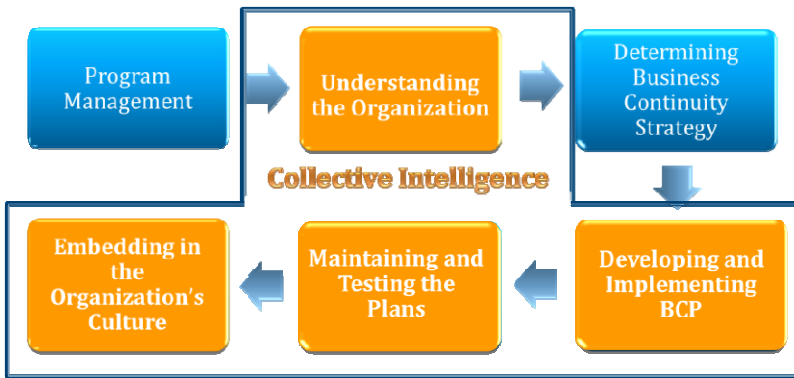 Program
Management
Understanding
the Organization
Determining
Business
Continuity
Strategy
Collective Intelligence
Embedding in
the
Organization's
Culture
Maintaining and
Testing the
Plans
Developing and
Implementing
BCP